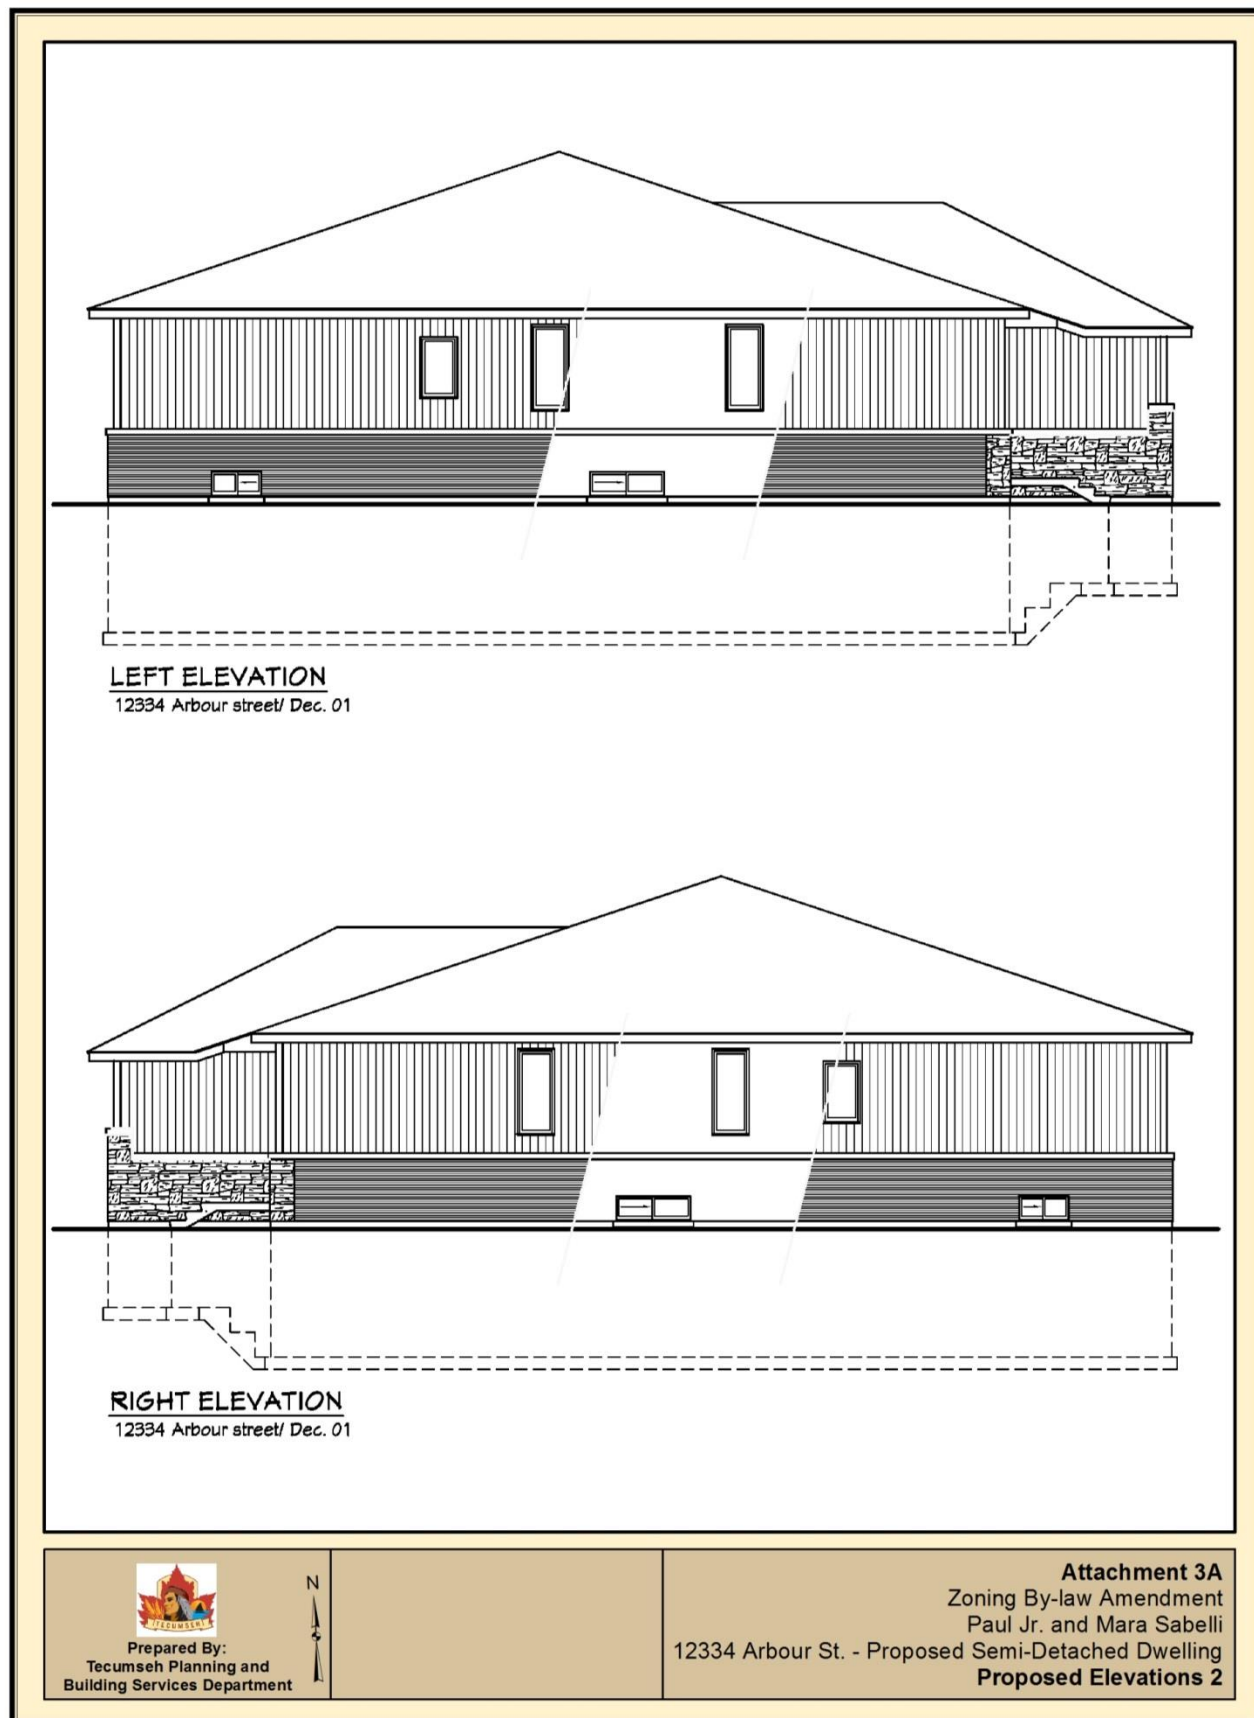 LEFT ELEVATION
12334 Arbour street/ Dec. 01
RIGHT ELEVATION
12334 Arbour street/ Dec. 01
TECUMSEH
Prepared By:
Tecumseh Planning and
Building Services Department
N
Attachment 3A
Zoning By-law Amendment
Paul Jr. and Mara Sabelli
12334 Arbour St. - Proposed Semi-Detached Dwelling
Proposed Elevations 2